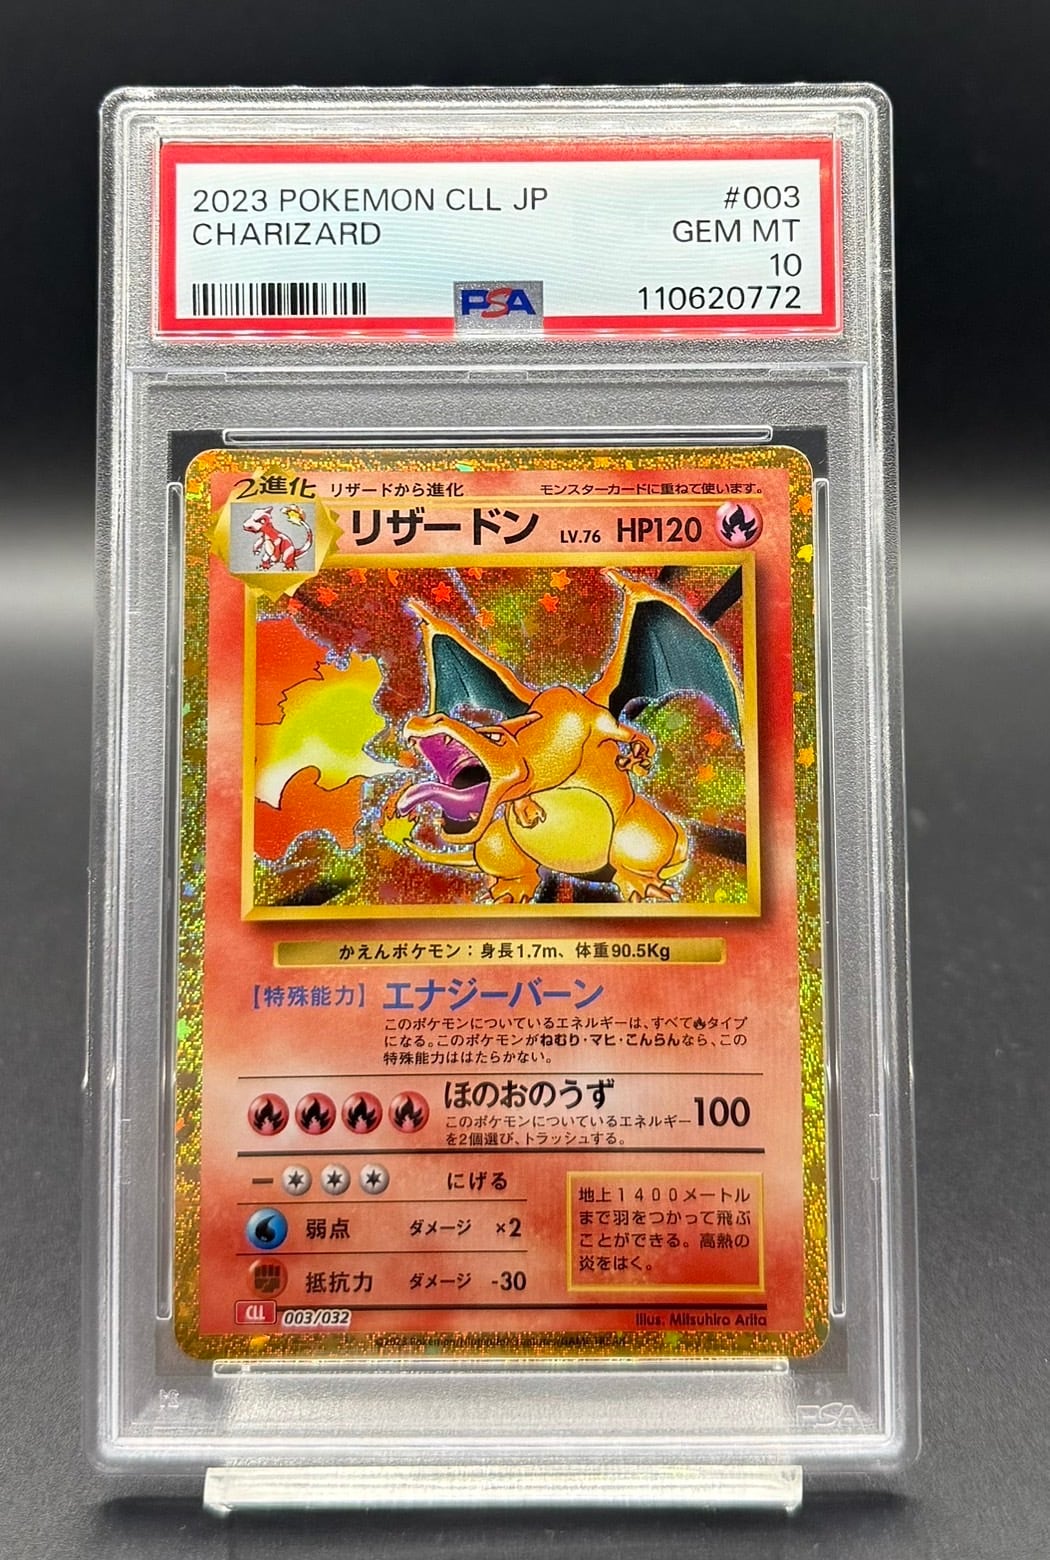 2023 POKEMON CLL JP #003
CHARIZARD GEM MT
10
PSA 110620772
2進化 リザードから進化 モンスターカードに重ねて使います。
リザードン LV.76 HP120
かえんポケモン：身長1.7m、体重90.5Kg
【特殊能力】 エナジーバーン
このポケモンについているエネルギーは、すべて タイプ
になる。このポケモンがねむり・マヒ・こんらんなら、この
特殊能力ははたらかない。
ほのおのうず
このポケモンについているエネルギー 100
を2個選び、トラッシュする。
にげる
弱点 ダメージ ×2
抵抗力 ダメージ -30
地上1400メートル
まで羽をつかって飛ぶ
ことができる。高熱の
炎をはく。
CLL 003/032 Illus. Mitsuhiro Arita
PSA